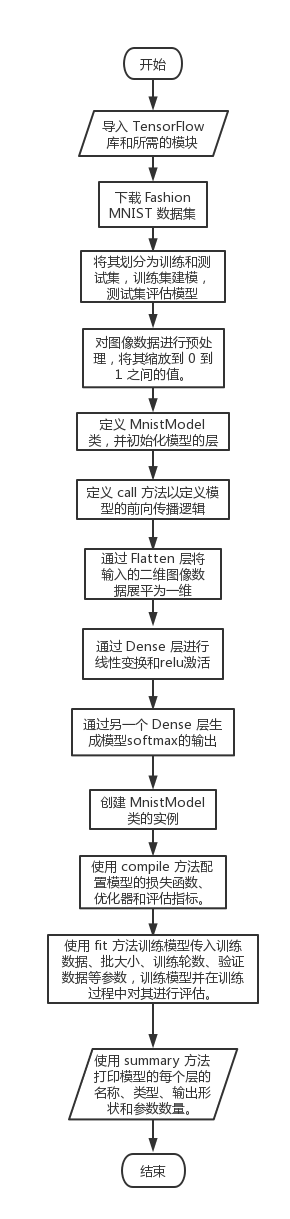 开始
导入 TensorFlow
库和所需的模块
下载 Fashion
MNIST 数据集
将其划分为训练和测
试集，训练集建模，
测试集评估模型
对图像数据进行预处
理，将其缩放到 0 到
1 之间的值。
定义 MnistModel
类，并初始化模型的层
定义 call 方法以定义模
型的前向传播逻辑
通过 Flatten 层将
输入的二维图像数
据展平为一维
通过 Dense 层进行
线性变换和relu激活
通过另一个 Dense 层生
成模型softmax的输出
创建 MnistModel
类的实例
使用 compile 方法配
置模型的损失函数、
优化器和评估指标。
使用 fit 方法训练模型传入训练
数据、批大小、训练轮数、验证
数据等参数，训练模型并在训练
过程中对其进行评估。
使用 summary 方法
打印模型的每个层的
名称、类型、输出形
状和参数数量。
结束